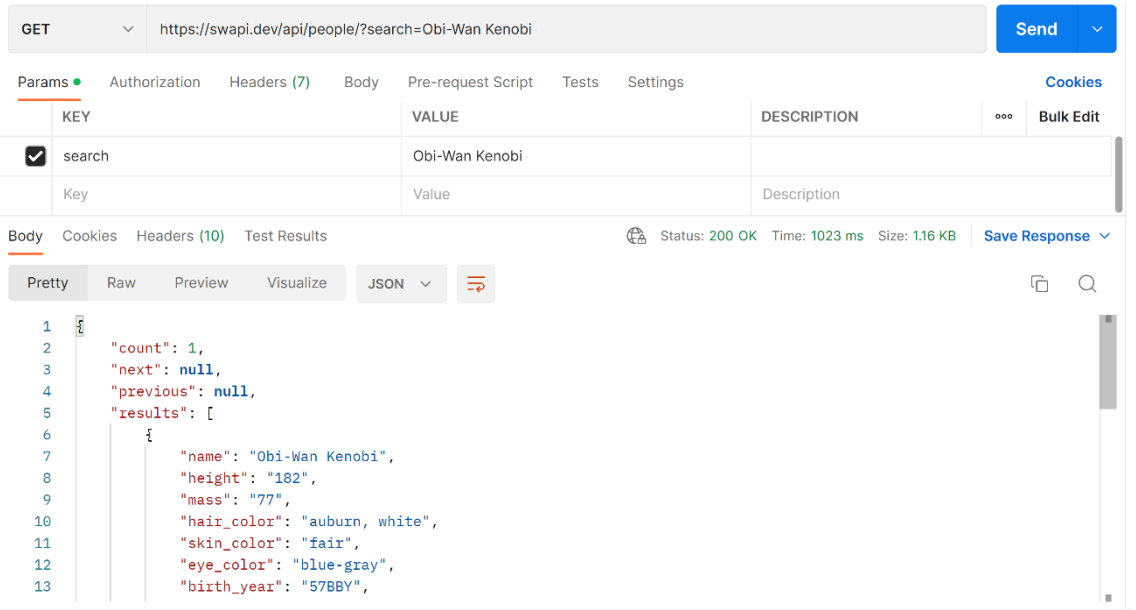 GET https://swapi.dev/api/people/?search=Obi-Wan Kenobi Send
Params Authorization Headers (7) Body Pre-request Script Tests Settings Cookies
KEY VALUE DESCRIPTION ooo Bulk Edit
search Obi-Wan Kenobi
Key Value Description
Body Cookies Headers (10) Test Results Status: 200 OK Time: 1023 ms Size: 1.16 KB Save Response
Pretty Raw Preview Visualize JSON
1 {
2 "count": 1,
3 "next": null,
4 "previous": null,
5 "results": [
6 {
7 "name": "Obi-Wan Kenobi",
8 "height": "182",
9 "mass": "77",
10 "hair_color": "auburn, white",
11 "skin_color": "fair",
12 "eye_color": "blue-gray",
13 "birth_year": "57BBY",